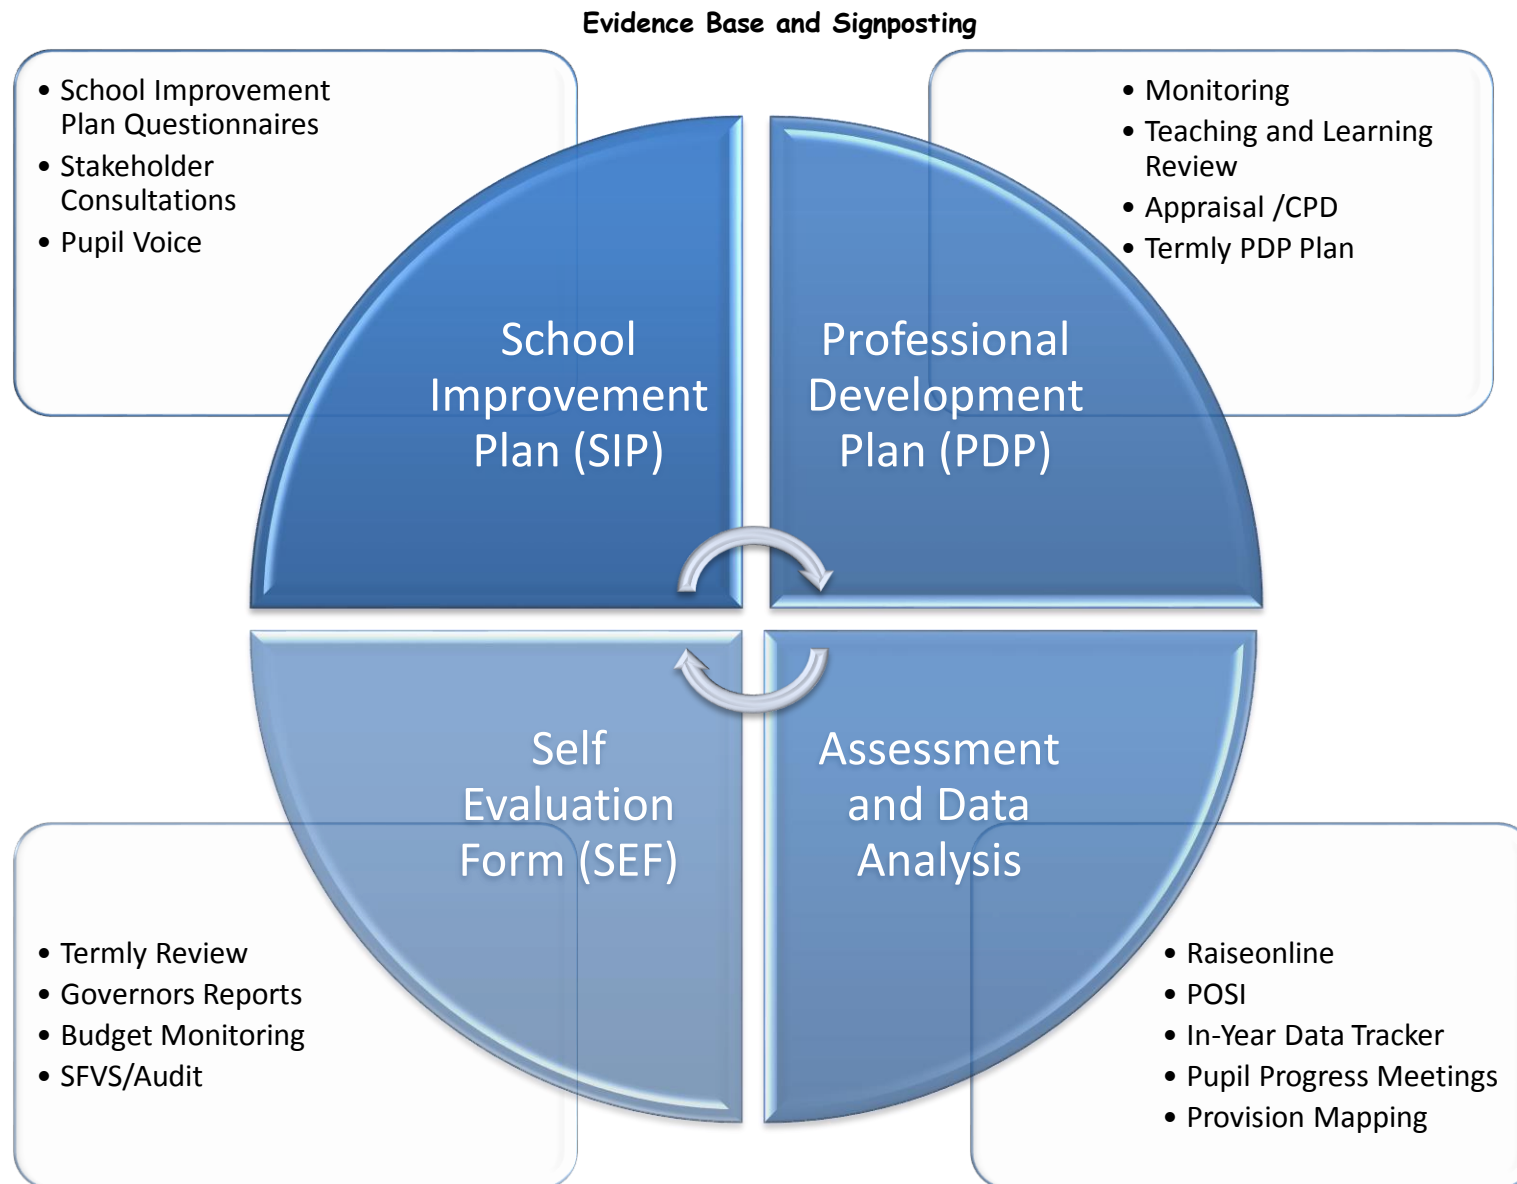 Evidence Base and Signposting
• School Improvement
Plan Questionnaires
• Stakeholder
Consultations
• Pupil Voice
• Monitoring
• Teaching and Learning
Review
• Appraisal /CPD
• Termly PDP Plan
School
Improvement
Plan (SIP)
Professional
Development
Plan (PDP)
Self
Evaluation
Form (SEF)
Assessment
and Data
Analysis
• Termly Review
• Governors Reports
• Budget Monitoring
• SFVS/Audit
• Raiseonline
• POSI
• In-Year Data Tracker
• Pupil Progress Meetings
• Provision Mapping